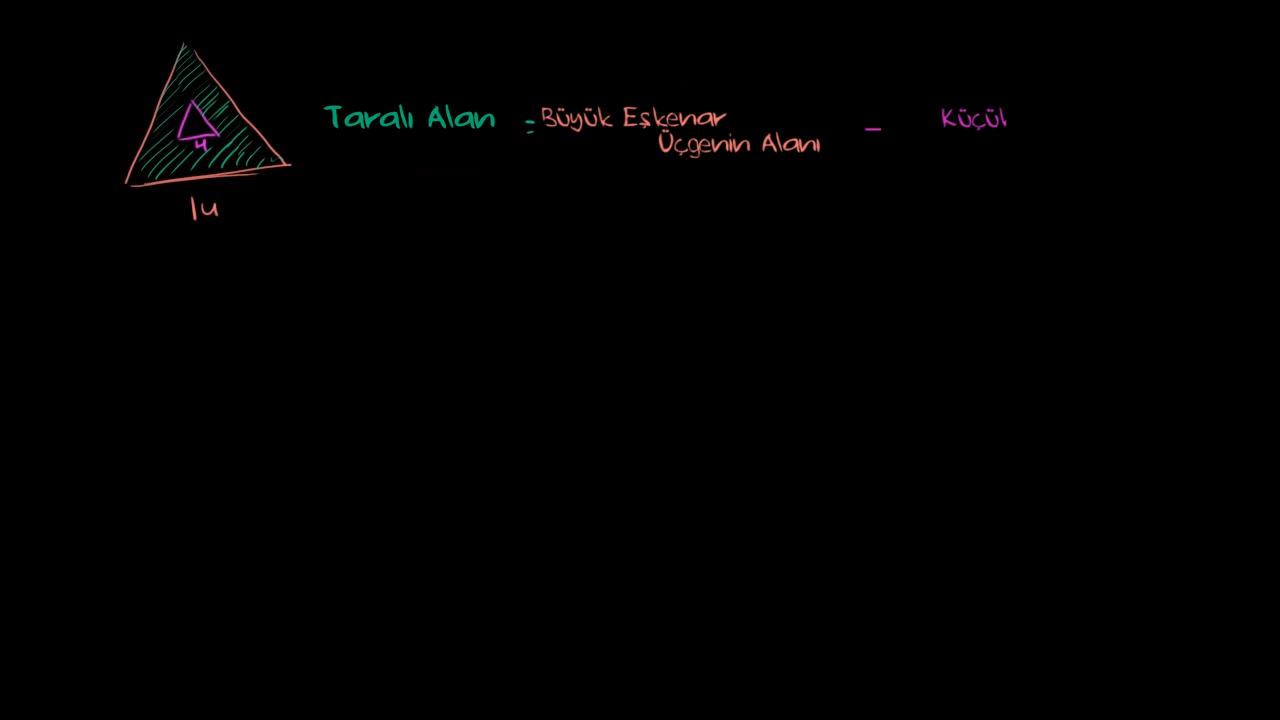 Taralı Alan = Büyük Eşkenar
Üçgenin Alanı
- Küçül
4
14